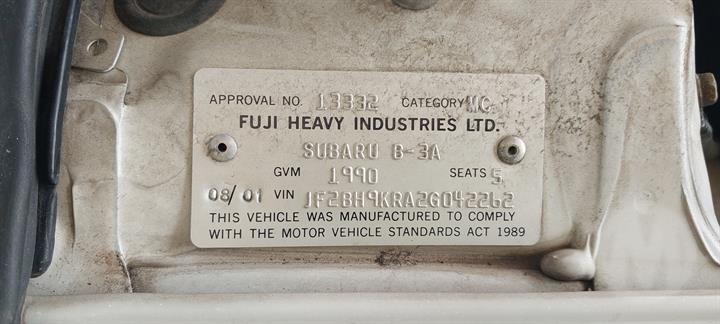 APPROVAL NO. 13332 CATEGORY MC
FUJI HEAVY INDUSTRIES LTD.
SUBARU B-3A
GVM 1990 SEATS 5
08/01 VIN JF2BH9KRA2G042262
THIS VEHICLE WAS MANUFACTURED TO COMPLY
WITH THE MOTOR VEHICLE STANDARDS ACT 1989